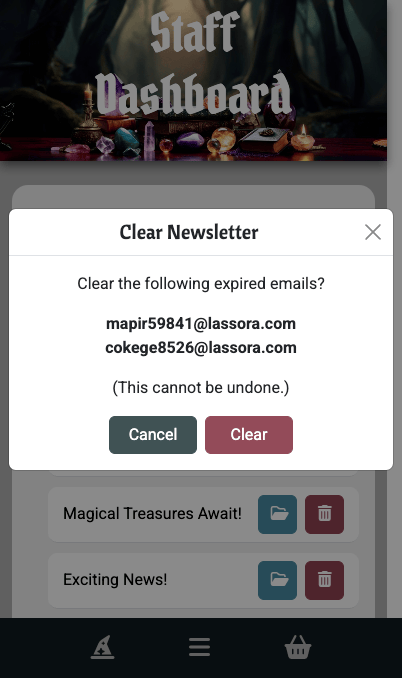 Staff
Dashboard
Clear Newsletter
Clear the following expired emails?
mapir59841@lassora.com
cokege8526@lassora.com
(This cannot be undone.)
Cancel
Clear
Magical Treasures Await!
Exciting News!